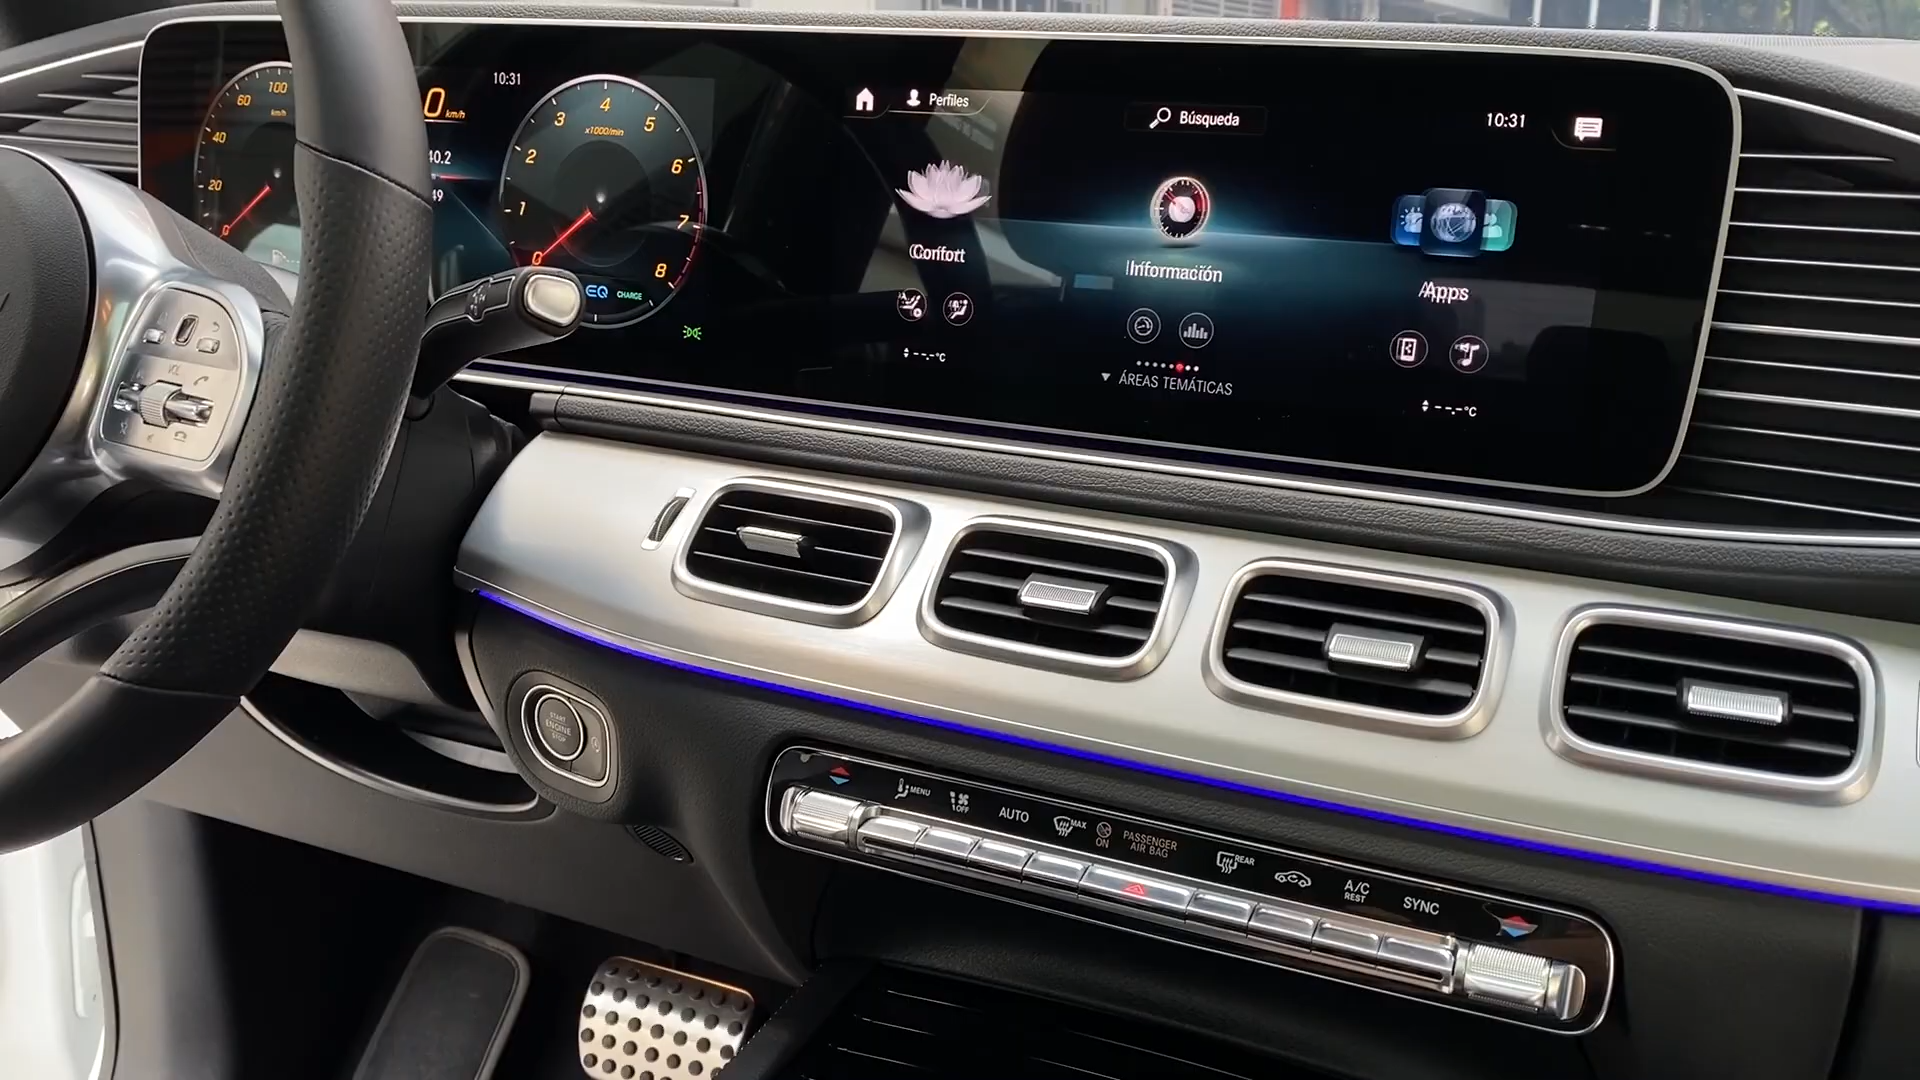 10:31
100
60
km/h
40
20
0 km/h
40.2
49
4
3
5
x1000/min
2
6
1
7
0
8
EQ CHARGE
Perfiles
Búsqueda
10:31
Confort
Información
Apps
--.-°C
ÁREAS TEMÁTICAS
--.-°C
VOL
START
ENGINE
STOP
MENU
OFF
AUTO
MAX
ON
PASSENGER
AIR BAG
REAR
A/C
REST
SYNC